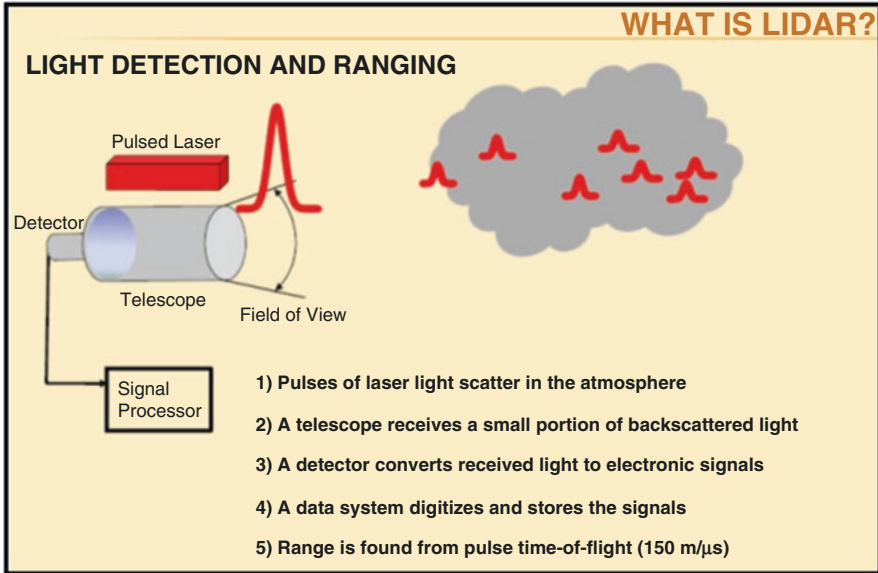 WHAT IS LIDAR?
LIGHT DETECTION AND RANGING
Pulsed Laser
Detector
Telescope
Field of View
Signal
Processor
1) Pulses of laser light scatter in the atmosphere
2) A telescope receives a small portion of backscattered light
3) A detector converts received light to electronic signals
4) A data system digitizes and stores the signals
5) Range is found from pulse time-of-flight (150 m/μs)